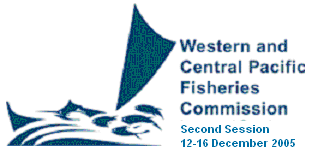 Western and
Central Pacific
Fisheries
Commission
Second Session
12-16 December 2005